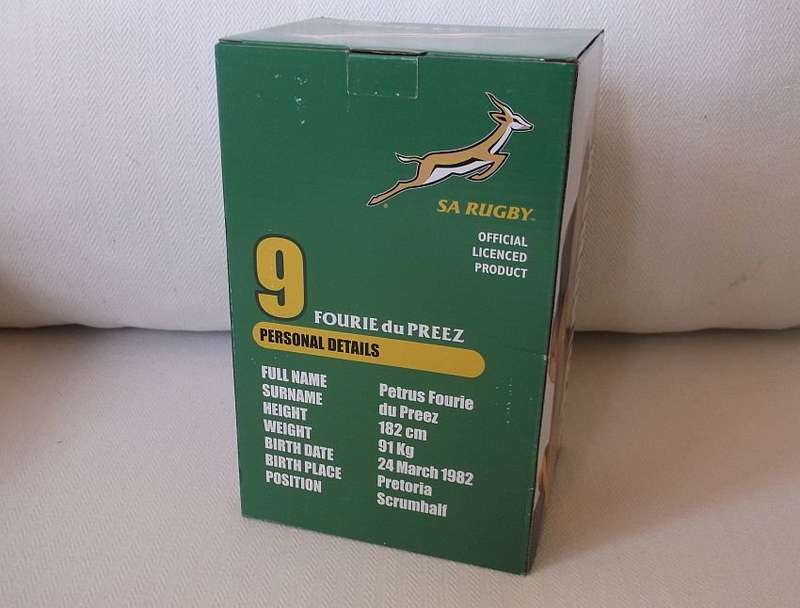 SA RUGBY™
OFFICIAL
LICENCED
PRODUCT
9
FOURIE du PREEZ
PERSONAL DETAILS
FULL NAME Petrus Fourie
SURNAME du Preez
HEIGHT 182 cm
WEIGHT 91 Kg
BIRTH DATE 24 March 1982
BIRTH PLACE Pretoria
POSITION Scrumhalf